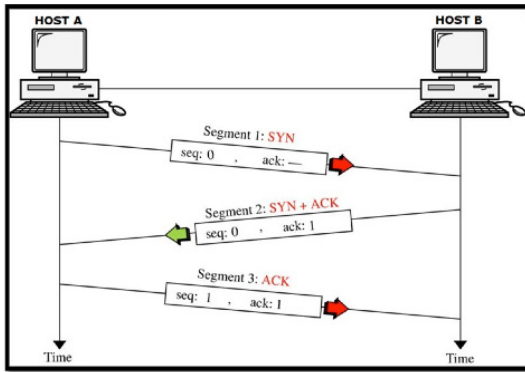 HOST A
HOST B
Segment 1: SYN
seq: 0 , ack: —
Segment 2: SYN + ACK
seq: 0 , ack: 1
Segment 3: ACK
seq: 1 , ack: 1
Time
Time